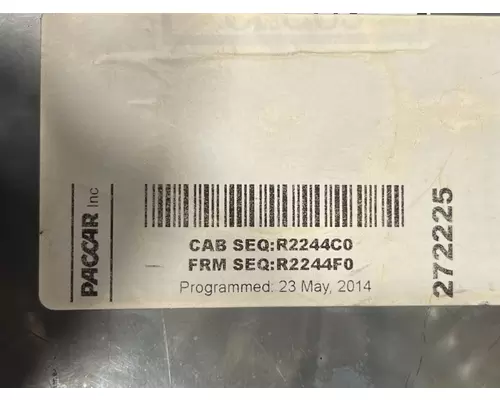 PACCAR Inc
CAB SEQ:R2244C0
FRM SEQ:R2244F0
Programmed: 23 May, 2014
272225